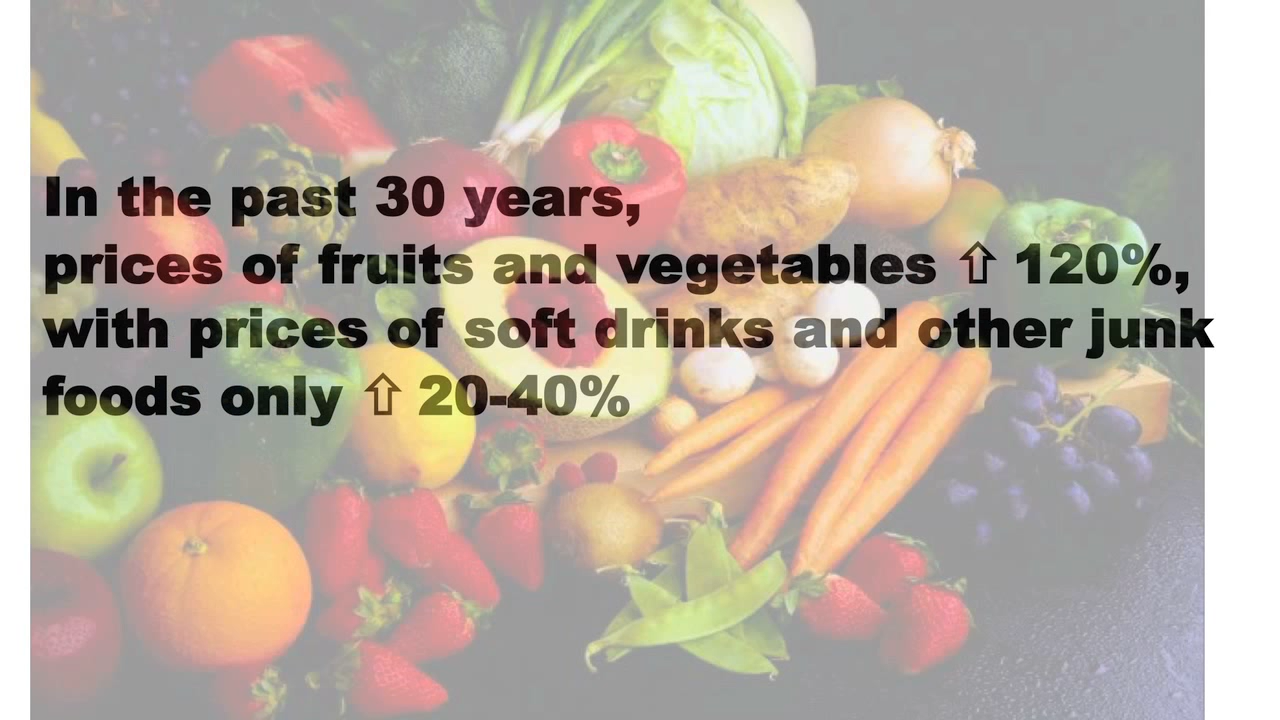 In the past 30 years,
prices of fruits and vegetables ⇧ 120%,
with prices of soft drinks and other junk
foods only ⇧ 20-40%